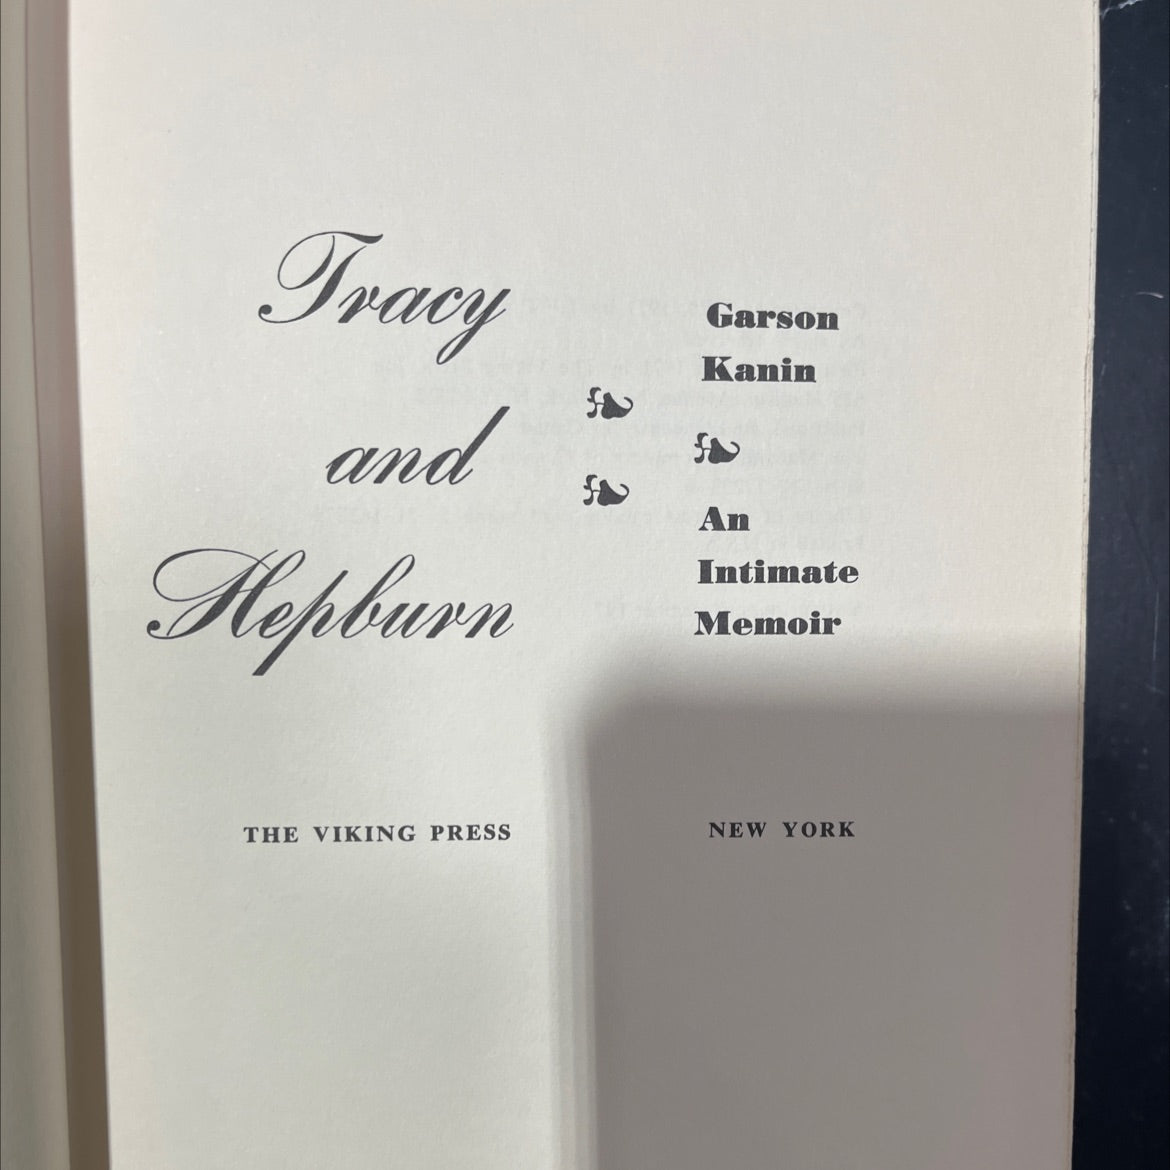 Tracy
and
Hepburn
Garson
Kanin
An
Intimate
Memoir
THE VIKING PRESS
NEW YORK